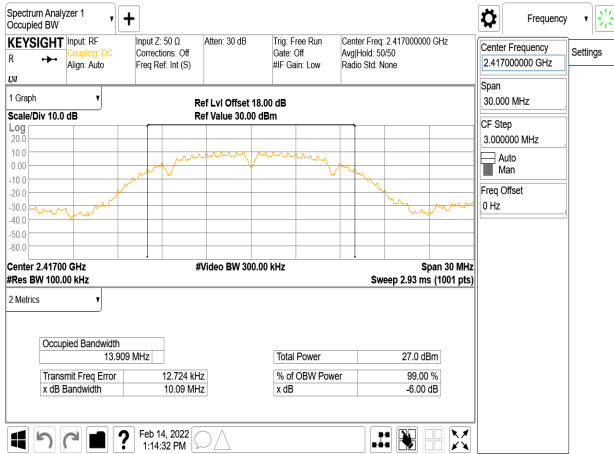 Spectrum Analyzer 1
Occupied BW
KEYSIGHT
R
Input: RF
Coupling: DC
Align: Auto
Input Z: 50 Ω
Corrections: Off
Freq Ref: Int (S)
Atten: 30 dB
Trig: Free Run
Gate: Off
#IF Gain: Low
Center Freq: 2.417000000 GHz
Avg|Hold: 50/50
Radio Std: None
1 Graph
Scale/Div 10.0 dB
Ref Lvl Offset 18.00 dB
Ref Value 30.00 dBm
Log
20.0
10.0
0.00
-10.0
-20.0
-30.0
-40.0
-50.0
-60.0
Center 2.41700 GHz
#Res BW 100.00 kHz
#Video BW 300.00 kHz
Span 30 MHz
Sweep 2.93 ms (1001 pts)
2 Metrics
Occupied Bandwidth
13.909 MHz
Transmit Freq Error 12.724 kHz
x dB Bandwidth 10.09 MHz
Total Power 27.0 dBm
% of OBW Power 99.00 %
x dB -6.00 dB
?
Feb 14, 2022
1:14:32 PM
Frequency
Center Frequency
2.417000000 GHz
Settings
Span
30.000 MHz
CF Step
3.000000 MHz
Auto
Man
Freq Offset
0 Hz